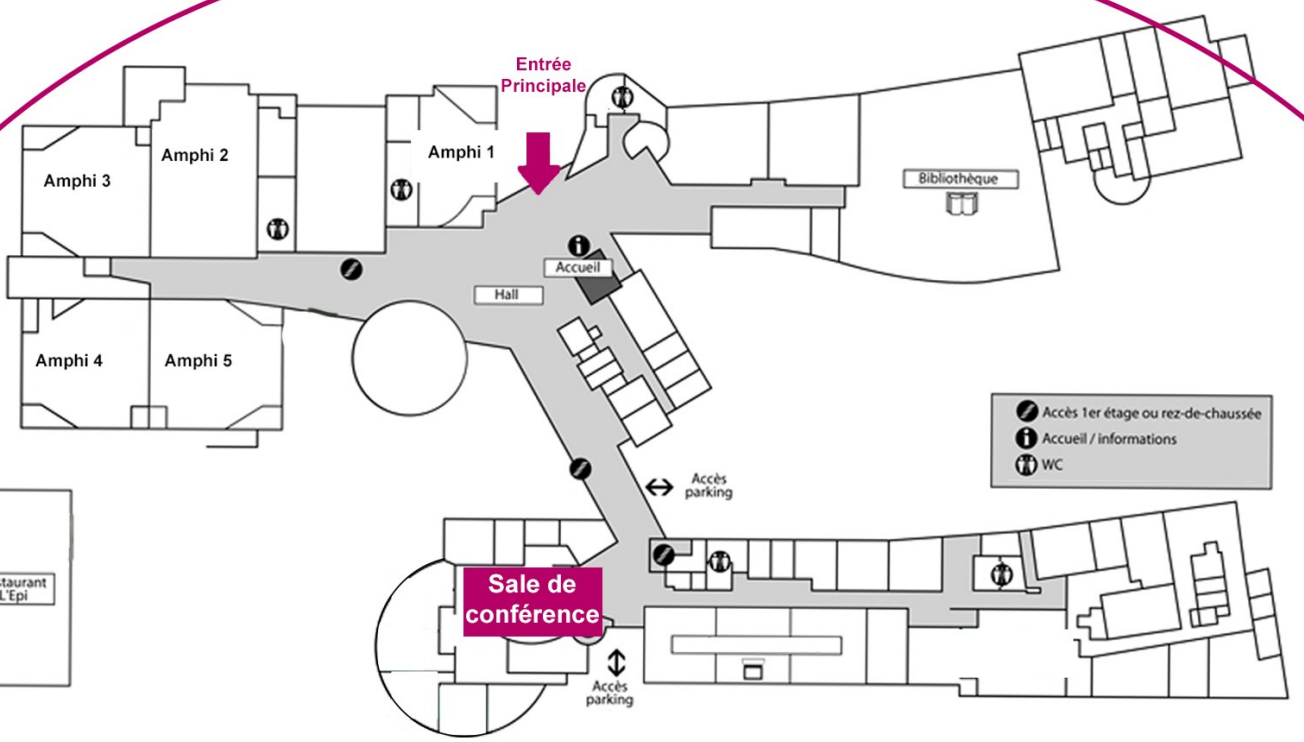 Entrée
Principale
Amphi 1
Amphi 2
Amphi 3
Bibliothèque
Accueil
Hall
Amphi 4
Amphi 5
Accès 1er étage ou rez-de-chaussée
Accueil / informations
WC
Accès
parking
Sale de
conférence
staurant
L'Epi
Accès
parking